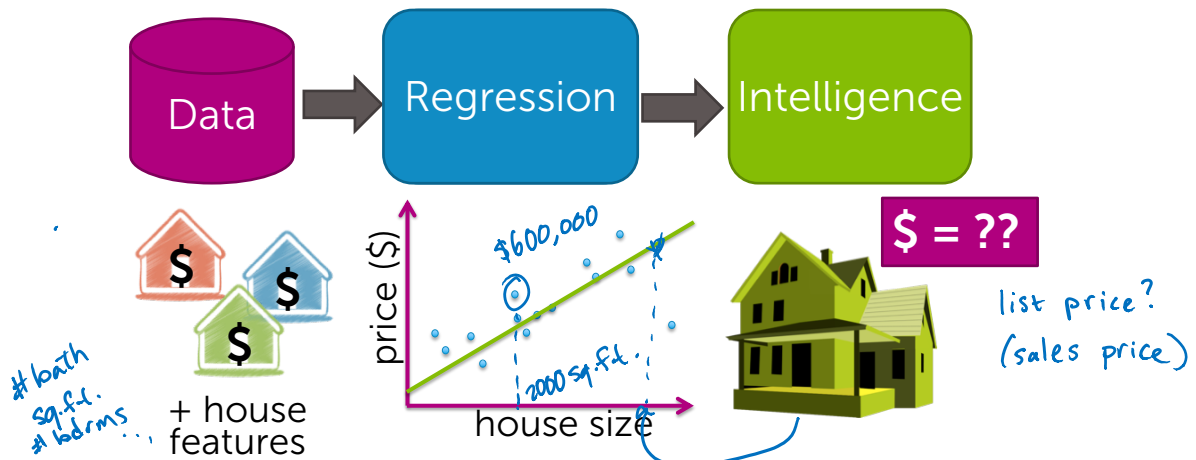 Data
Regression
Intelligence
$
$
$
#bath
sq.ft.
# bdrms ...
+ house
features
price ($)
$600,000
2000 sq.ft.
house size
$ = ??
list price?
(sales price)